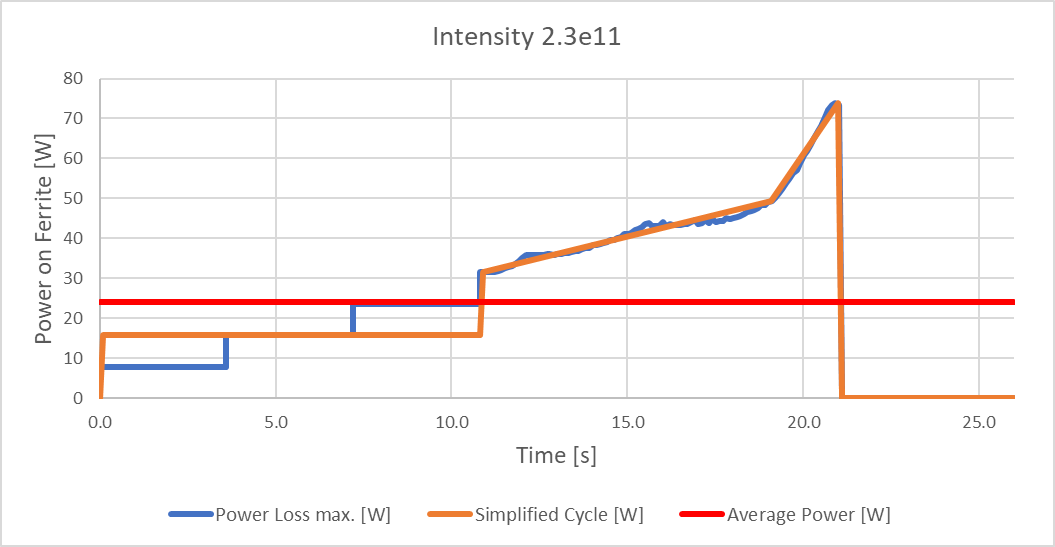 Intensity 2.3e11
Power on Ferrite [W]
80
70
60
50
40
30
20
10
0
0.0 5.0 10.0 15.0 20.0 25.0
Time [s]
Power Loss max. [W] Simplified Cycle [W] Average Power [W]